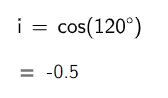 i = cos(120°)
= -0.5